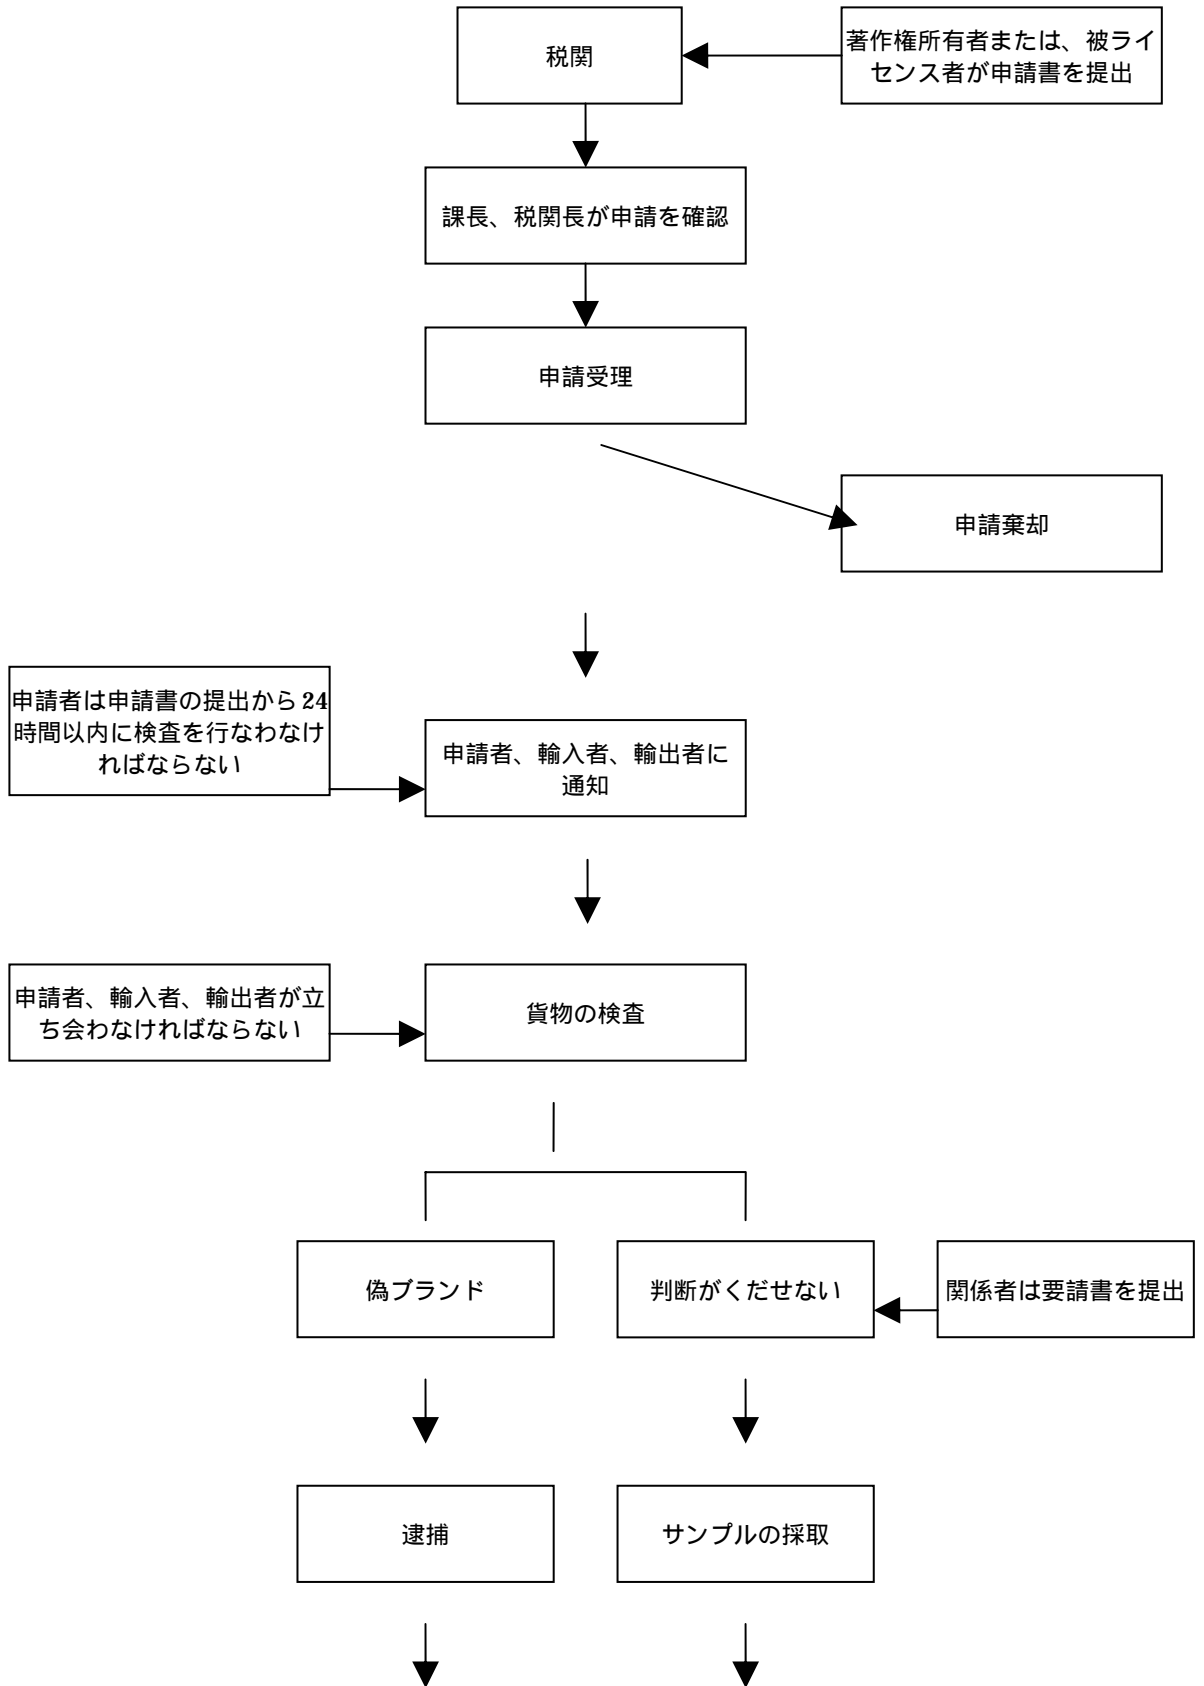 税関
著作権所有者または、被ライ
センス者が申請書を提出
課長、税関長が申請を確認
申請受理
申請棄却
申請者は申請書の提出から24
時間以内に検査を行なわなけ
ればならない
申請者、輸入者、輸出者に
通知
申請者、輸入者、輸出者が立
ち会わなければならない
貨物の検査
偽ブランド
判断がくだせない
関係者は要請書を提出
逮捕
サンプルの採取